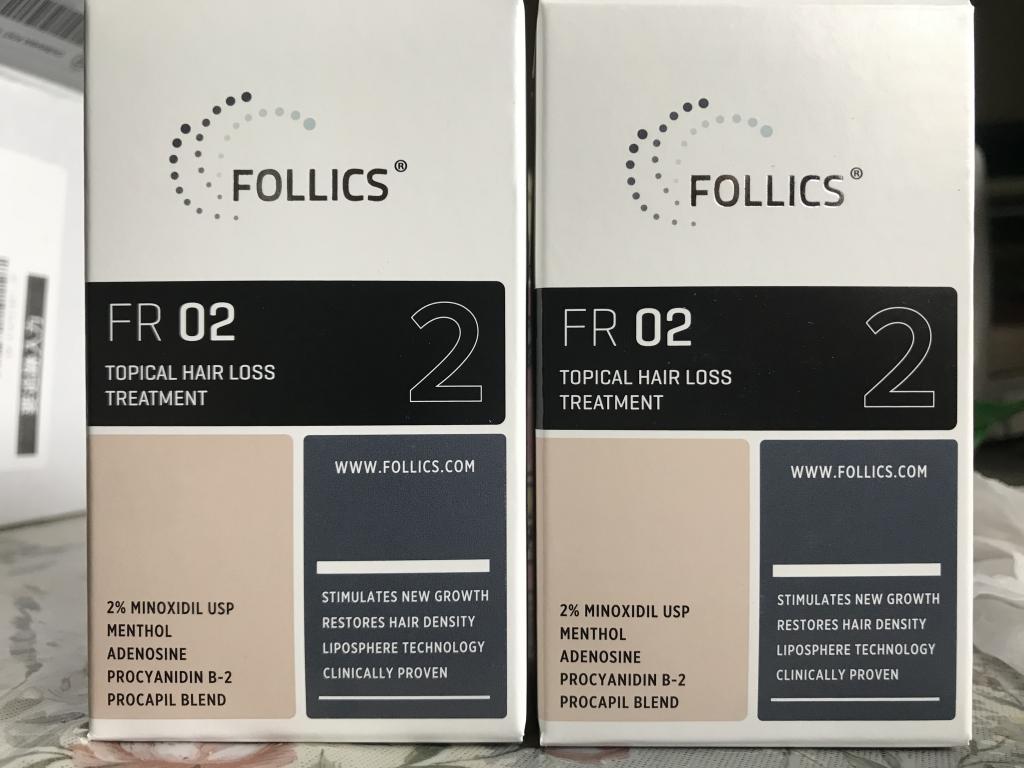 FOLLICS®
FR 02
2
TOPICAL HAIR LOSS
TREATMENT
WWW.FOLLICS.COM
2% MINOXIDIL USP
MENTHOL
ADENOSINE
PROCYANIDIN B-2
PROCAPIL BLEND
STIMULATES NEW GROWTH
RESTORES HAIR DENSITY
LIPOSPHERE TECHNOLOGY
CLINICALLY PROVEN
FOLLICS®
FR 02
2
TOPICAL HAIR LOSS
TREATMENT
WWW.FOLLICS.COM
2% MINOXIDIL USP
MENTHOL
ADENOSINE
PROCYANIDIN B-2
PROCAPIL BLEND
STIMULATES NEW GROWTH
RESTORES HAIR DENSITY
LIPOSPHERE TECHNOLOGY
CLINICALLY PROVEN